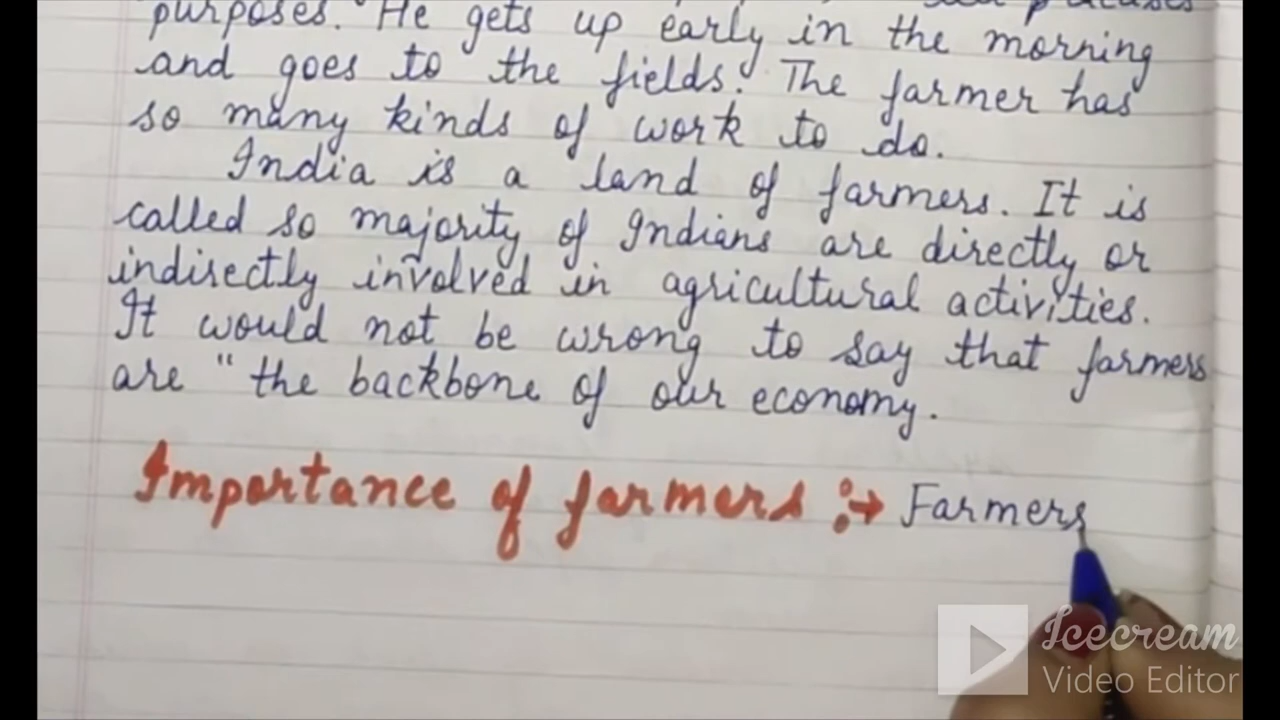 purposes. He gets up early in the morning
and goes to the fields. The farmer has
so many kinds of work to do.
India is a land of farmers. It is
called so majority of Indians are directly or
indirectly involved in agricultural activities.
It would not be wrong to say that farmers
are " the backbone of our economy.
Importance of farmers :→ Farmers
Icecream
Video Editor